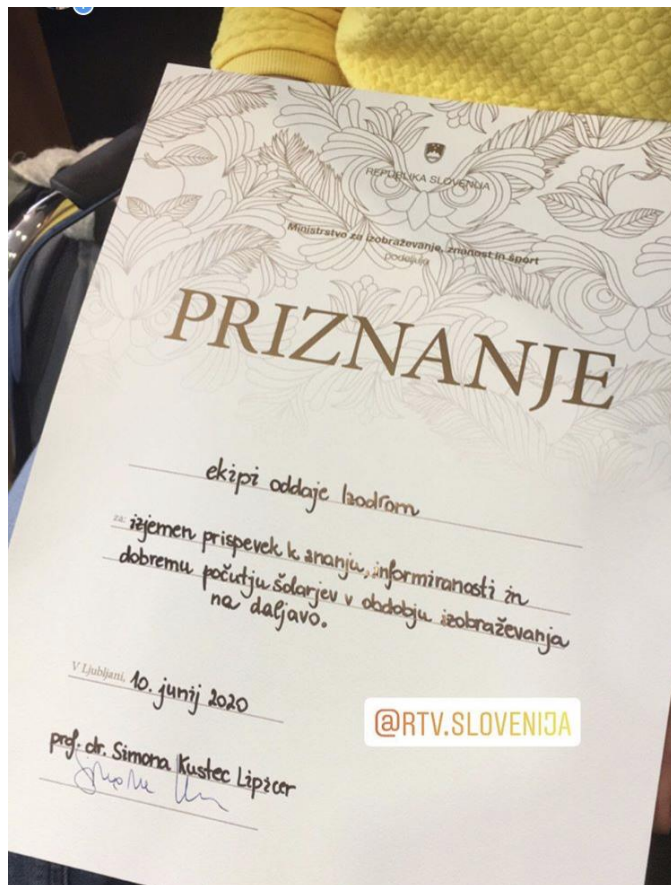 REPUBLIKA SLOVENIJA
Ministrstvo za izobraževanje, znanost in šport
podeljuje
PRIZNANJE
ekipi oddaje Izodrom
za: izjemen prispevek k znanju, informiranosti in
dobremu počutju šolarjev v obdobju izobraževanja
na daljavo.
V Ljubljani, 10. junij 2020
@RTV.SLOVENIJA
prof. dr. Simona Kustec Lipicer